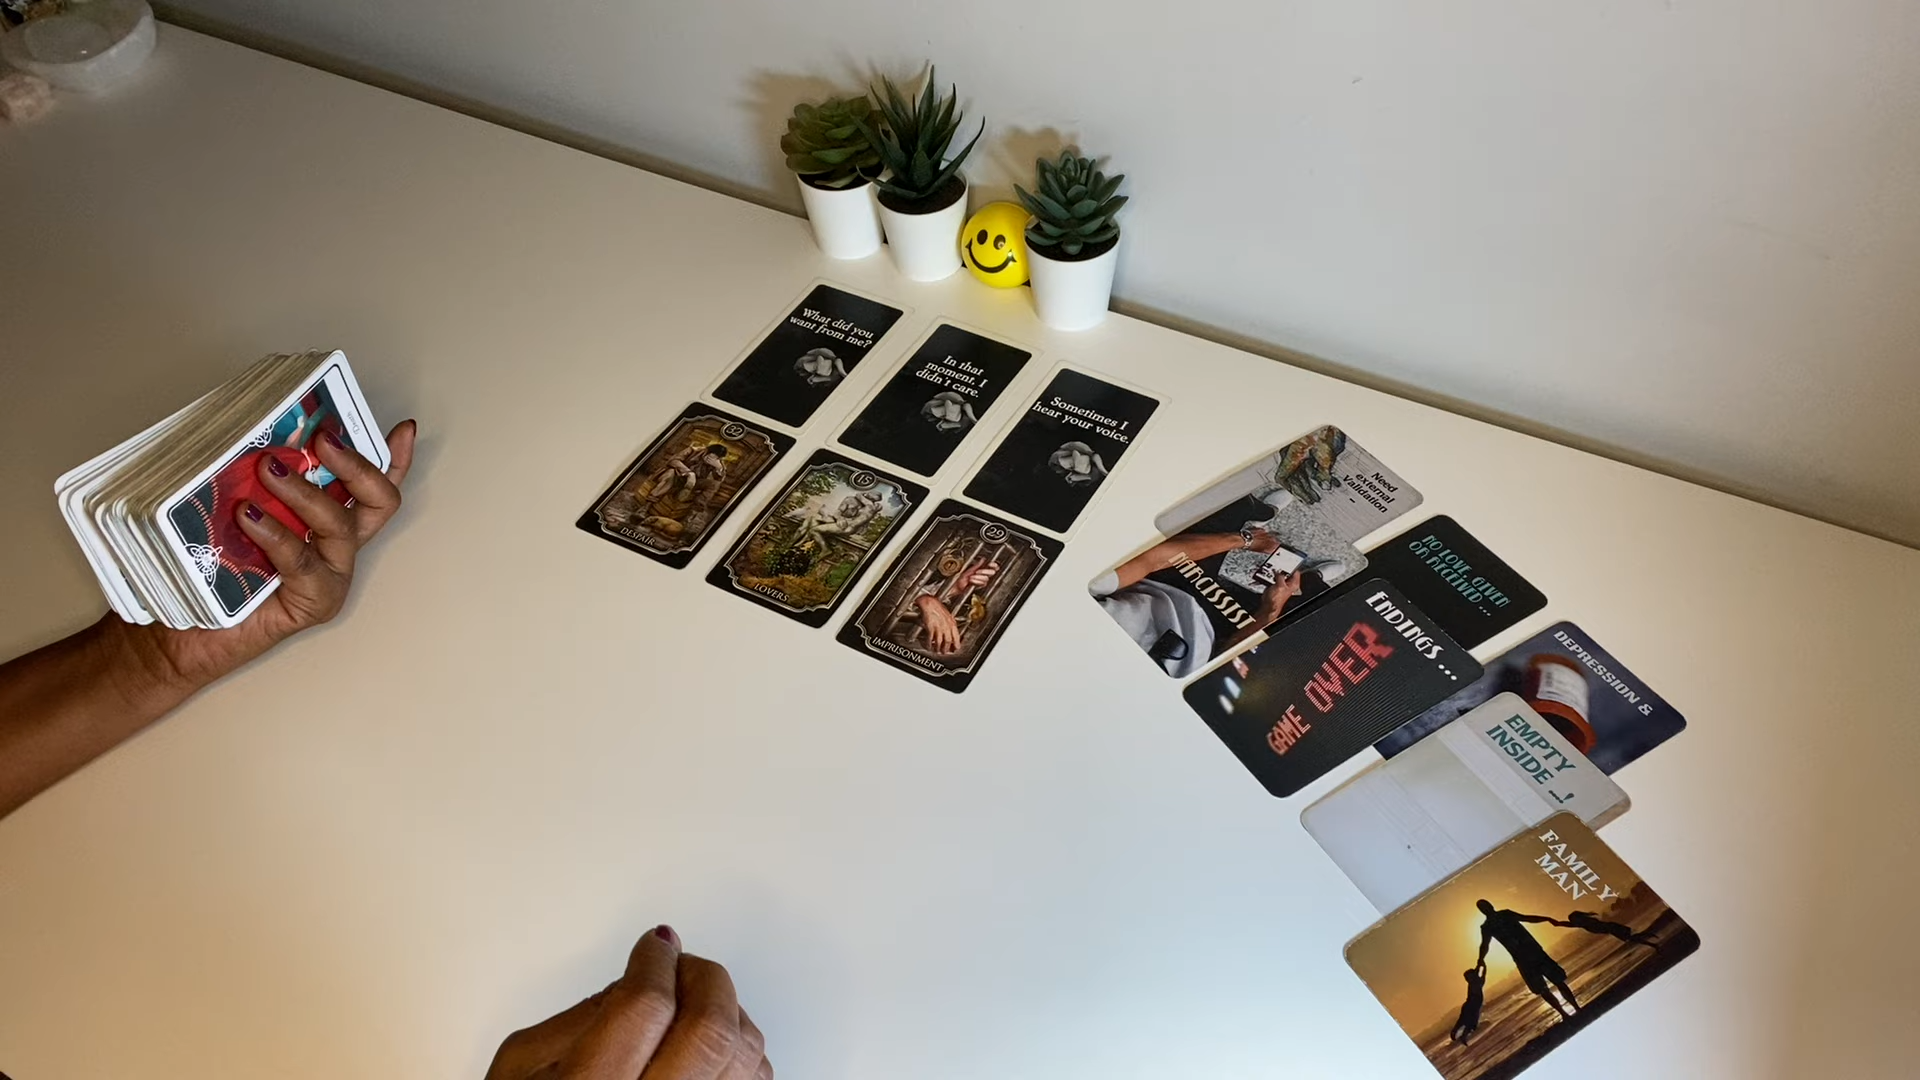 What did you
want from me?
In that
moment, I
didn't care.
Sometimes I
hear your voice.
32
DESPAIR
15
LOVERS
29
IMPRISONMENT
Need
external
Validation
-
NARCISSIST
NO LOVE GIVEN
OR RECEIVED...
ENDINGS...
GAME OVER
DEPRESSION &
EMPTY
INSIDE ...!
FAMILY
MAN